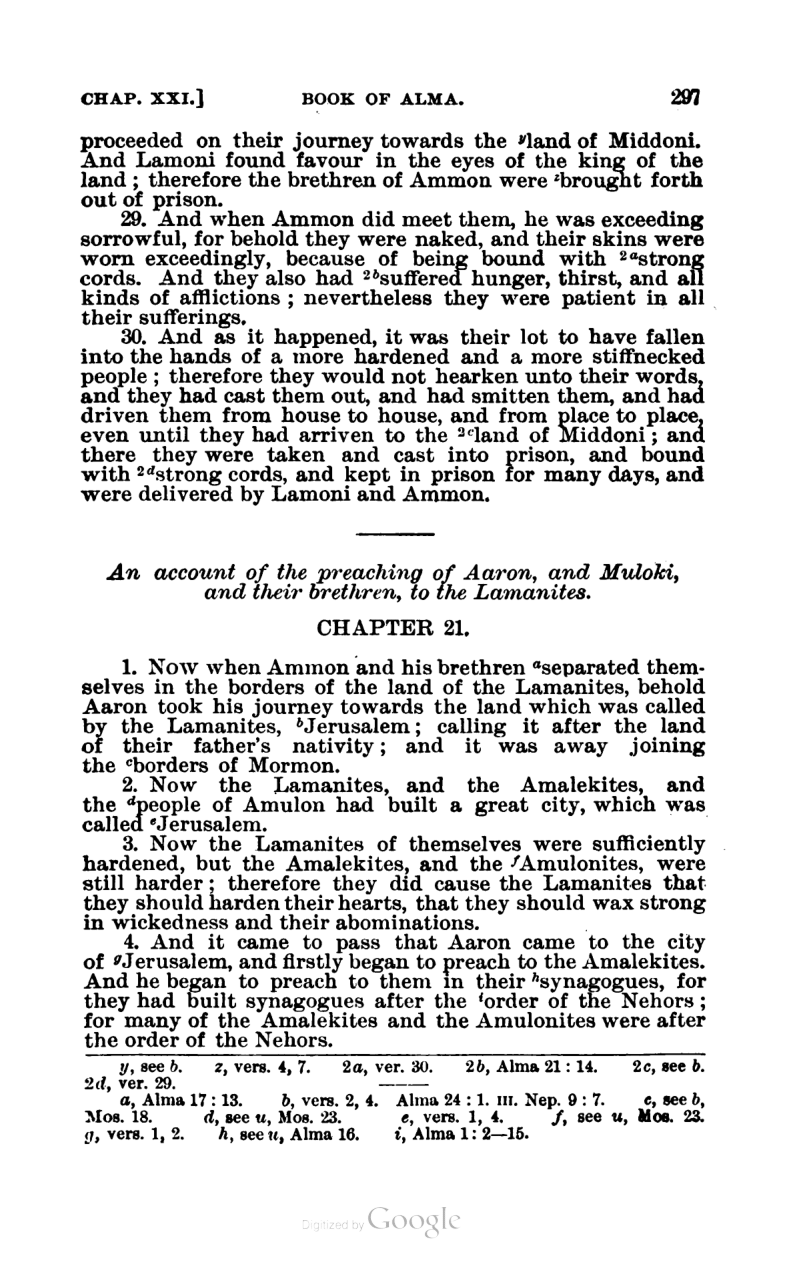 CHAP. XXI.] BOOK OF ALMA. 297
proceeded on their journey towards the ʸland of Middoni.
And Lamoni found favour in the eyes of the king of the
land ; therefore the brethren of Ammon were ᶻbrought forth
out of prison.
29. And when Ammon did meet them, he was exceeding
sorrowful, for behold they were naked, and their skins were
worn exceedingly, because of being bound with ²ᵃstrong
cords. And they also had ²ᵇsuffered hunger, thirst, and all
kinds of afflictions ; nevertheless they were patient in all
their sufferings.
30. And as it happened, it was their lot to have fallen
into the hands of a more hardened and a more stiffnecked
people ; therefore they would not hearken unto their words,
and they had cast them out, and had smitten them, and had
driven them from house to house, and from place to place,
even until they had arriven to the ²ᶜland of Middoni ; and
there they were taken and cast into prison, and bound
with ²ᵈstrong cords, and kept in prison for many days, and
were delivered by Lamoni and Ammon.
An account of the preaching of Aaron, and Muloki,
and their brethren, to the Lamanites.
CHAPTER 21.
1. Now when Ammon and his brethren ᵃseparated them-
selves in the borders of the land of the Lamanites, behold
Aaron took his journey towards the land which was called
by the Lamanites, ᵇJerusalem ; calling it after the land
of their father's nativity ; and it was away joining
the ᶜborders of Mormon.
2. Now the Lamanites, and the Amalekites, and
the ᵈpeople of Amulon had built a great city, which was
called ᵉJerusalem.
3. Now the Lamanites of themselves were sufficiently
hardened, but the Amalekites, and the ᶠAmulonites, were
still harder ; therefore they did cause the Lamanites that
they should harden their hearts, that they should wax strong
in wickedness and their abominations.
4. And it came to pass that Aaron came to the city
of ᵍJerusalem, and firstly began to preach to the Amalekites.
And he began to preach to them in their ʰsynagogues, for
they had built synagogues after the ⁱorder of the Nehors ;
for many of the Amalekites and the Amulonites were after
the order of the Nehors.
y, see b. z, vers. 4, 7. 2a, ver. 30. 2b, Alma 21 : 14. 2c, see b.
2d, ver. 29.
a, Alma 17 : 13. b, vers. 2, 4. Alma 24 : 1. III. Nep. 9 : 7. c, see b,
Mos. 18. d, see u, Mos. 23. e, vers. 1, 4. f, see u, Mos. 23.
g, vers. 1, 2. h, see u, Alma 16. i, Alma 1 : 2—15.
Digitized by Google